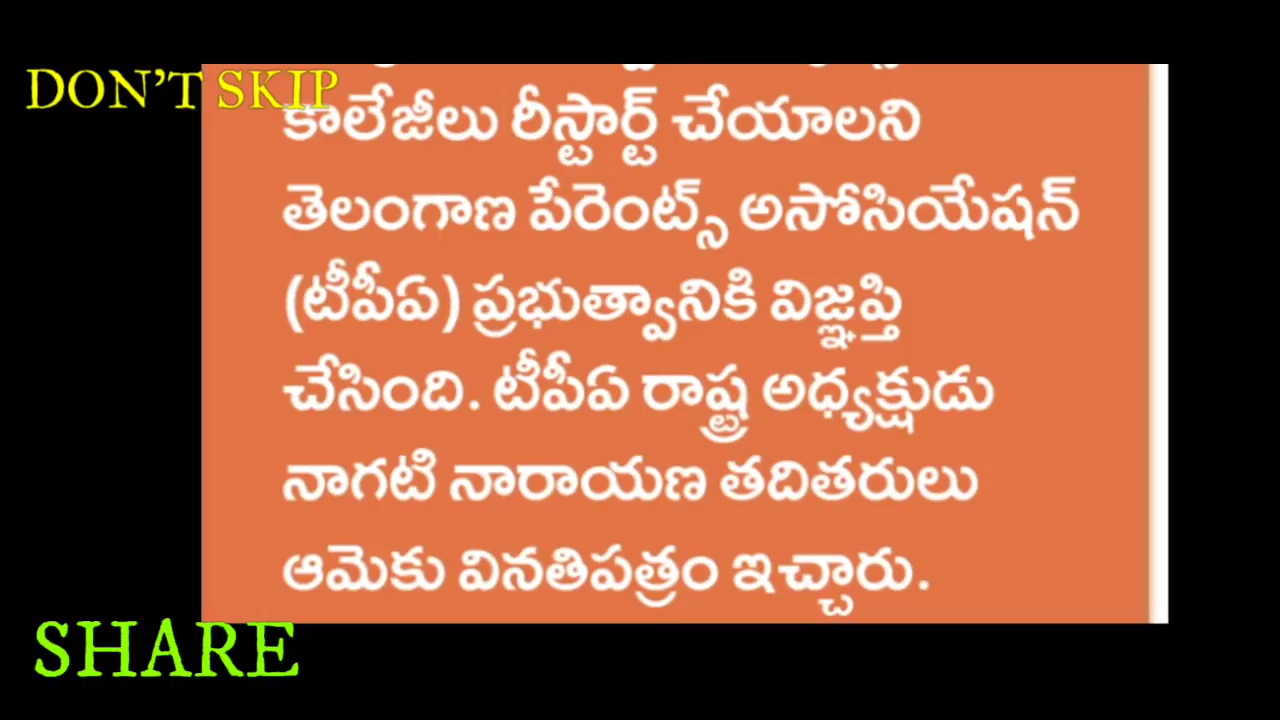 DON'T SKIP
కాలేజీలు రీస్టార్ట్ చేయాలని
తెలంగాణ పేరెంట్స్ అసోసియేషన్
(టీపీఏ) ప్రభుత్వానికి విజ్ఞప్తి
చేసింది. టీపీఏ రాష్ట్ర అధ్యక్షుడు
నాగటి నారాయణ తదితరులు
ఆమెకు వినతిపత్రం ఇచ్చారు.
SHARE